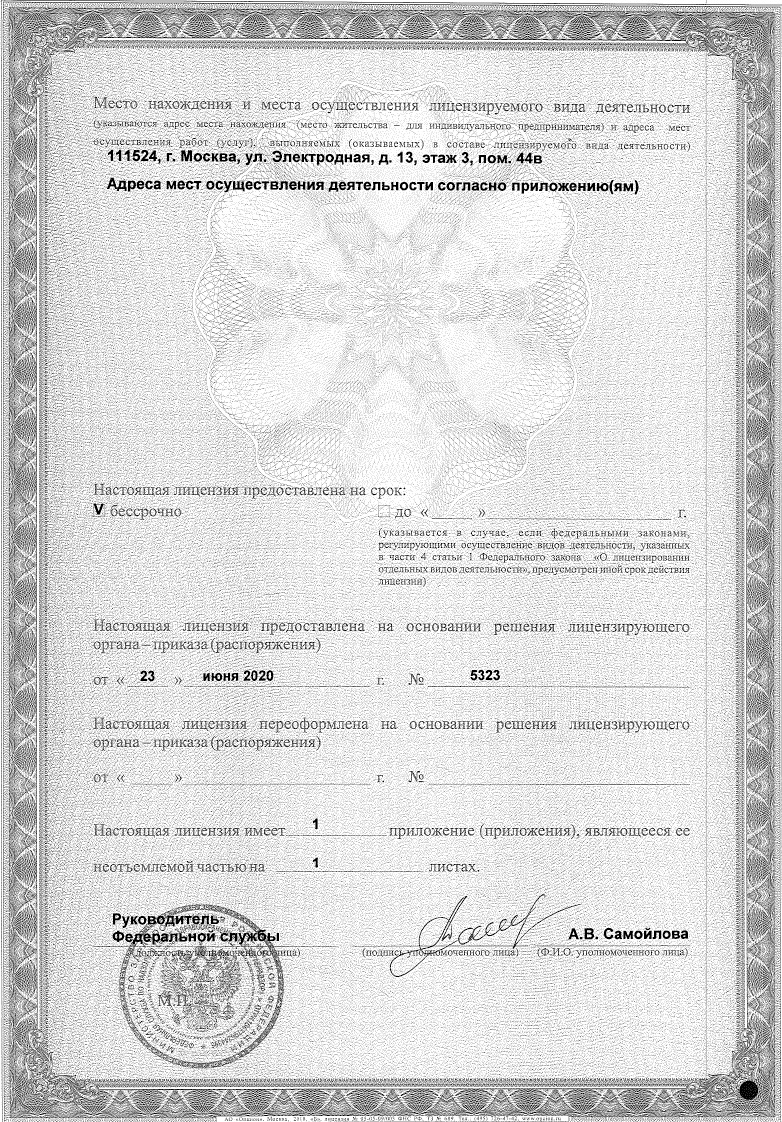 Место нахождения и места осуществления лицензируемого вида деятельности
(указываются адрес места нахождения (место жительства – для индивидуального предпринимателя) и адреса мест
осуществления работ (услуг), выполняемых (оказываемых) в составе лицензируемого вида деятельности)
111524, г. Москва, ул. Электродная, д. 13, этаж 3, пом. 44в
Адреса мест осуществления деятельности согласно приложению(ям)
Настоящая лицензия предоставлена на срок:
V бессрочно
□ до « ______ » ______________________ г.
(указывается в случае, если федеральными законами,
регулирующими осуществление видов деятельности, указанных
в части 4 статьи 1 Федерального закона «О лицензировании
отдельных видов деятельности», предусмотрен иной срок действия
лицензии)
Настоящая лицензия предоставлена на основании решения лицензирующего
органа – приказа (распоряжения)
от « 23 » июня 2020 г. № 5323
Настоящая лицензия переоформлена на основании решения лицензирующего
органа – приказа (распоряжения)
от « ______ » ______________________ г. № ______________________
Настоящая лицензия имеет 1 приложение (приложения), являющееся ее
неотъемлемой частью на 1 листах.
Руководитель
Федеральной службы
А.В. Самойлова
(должность уполномоченного лица) (подпись уполномоченного лица) (Ф.И.О. уполномоченного лица)
М.П.